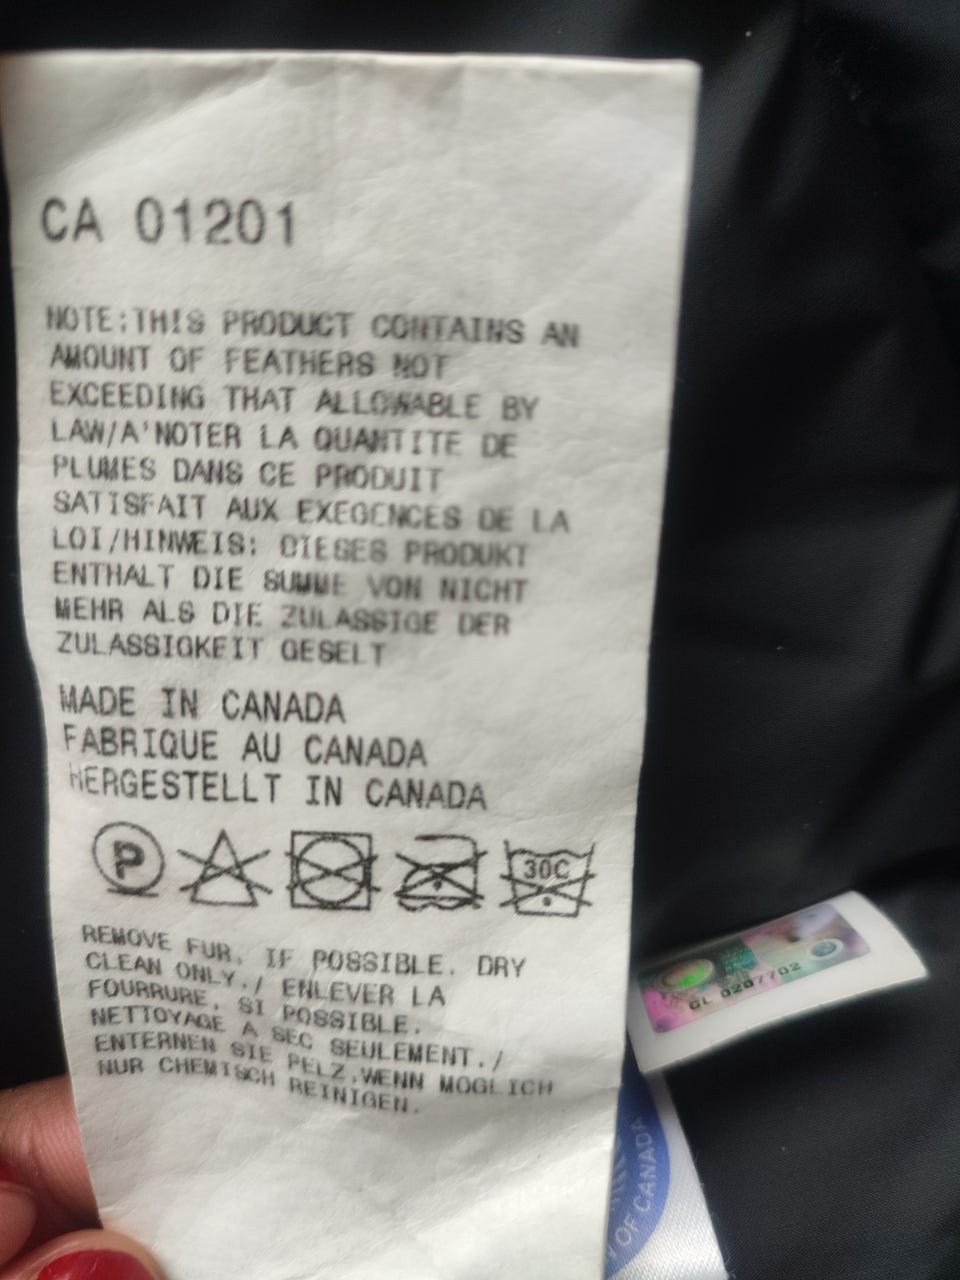 CA 01201
NOTE:THIS PRODUCT CONTAINS AN
AMOUNT OF FEATHERS NOT
EXCEEDING THAT ALLOWABLE BY
LAW/A'NOTER LA QUANTITE DE
PLUMES DANS CE PRODUIT
SATISFAIT AUX EXEGENCES DE LA
LOI/HINWEIS: DIESES PRODUKT
ENTHALT DIE SUMME VON NICHT
MEHR ALS DIE ZULASSIGE DER
ZULASSIGKEIT GESELT
MADE IN CANADA
FABRIQUE AU CANADA
HERGESTELLT IN CANADA
P
30C
REMOVE FUR, IF POSSIBLE. DRY
CLEAN ONLY./ ENLEVER LA
FOURRURE, SI POSSIBLE.
NETTOYAGE A SEC SEULEMENT./
ENTERNEN SIE PELZ,WENN MOGLICH
NUR CHEMISCH REINIGEN.
GL 0207702
OF CANADA